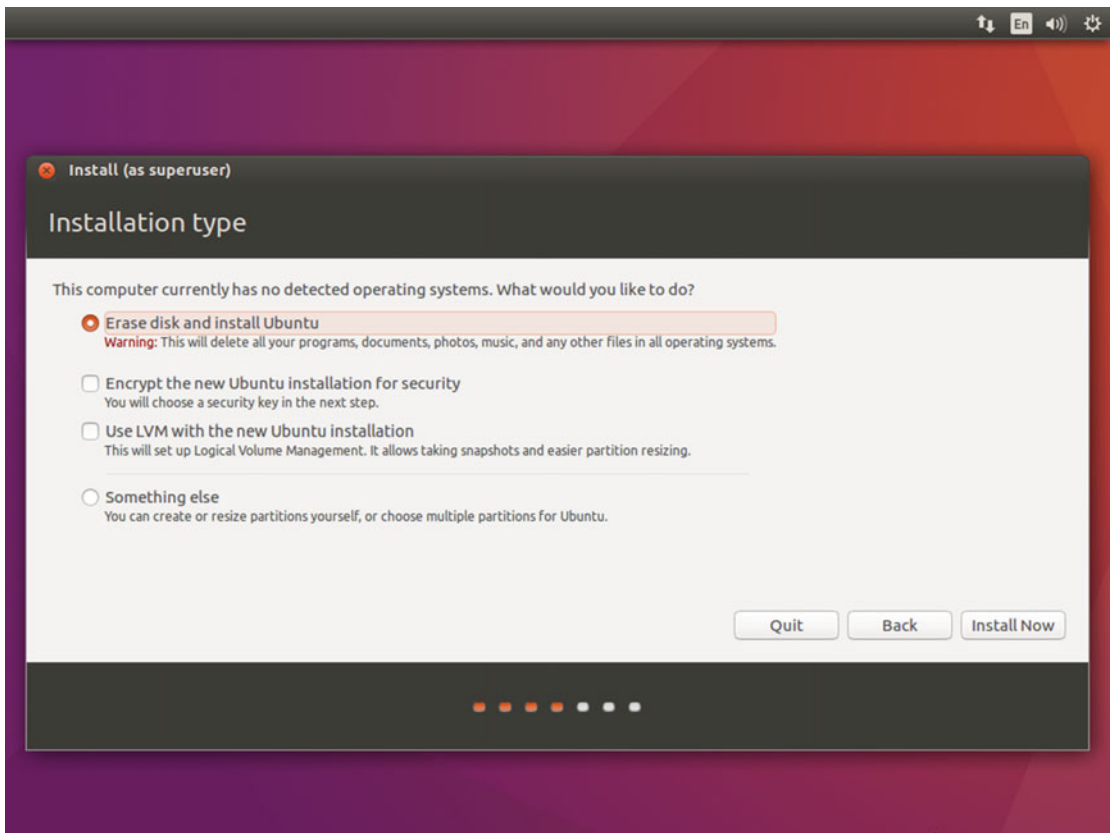 En
Install (as superuser)
Installation type
This computer currently has no detected operating systems. What would you like to do?
Erase disk and install Ubuntu
Warning: This will delete all your programs, documents, photos, music, and any other files in all operating systems.
Encrypt the new Ubuntu installation for security
You will choose a security key in the next step.
Use LVM with the new Ubuntu installation
This will set up Logical Volume Management. It allows taking snapshots and easier partition resizing.
Something else
You can create or resize partitions yourself, or choose multiple partitions for Ubuntu.
Quit Back Install Now